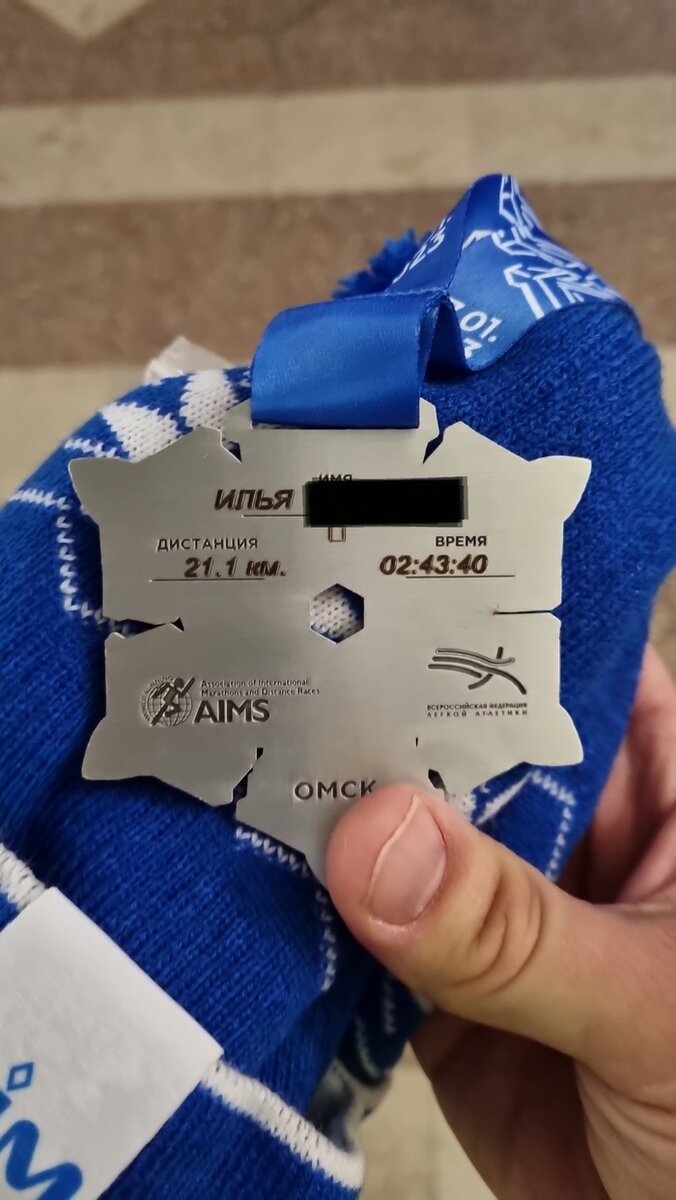 01.
ИМЯ
ИЛЬЯ
ДИСТАНЦИЯ
ВРЕМЯ
21.1 км.
02:43:40
Association of International
Marathons and Distance Races
AIMS
ВСЕРОССИЙСКАЯ ФЕДЕРАЦИЯ
ЛЕГКОЙ АТЛЕТИКИ
ОМСК